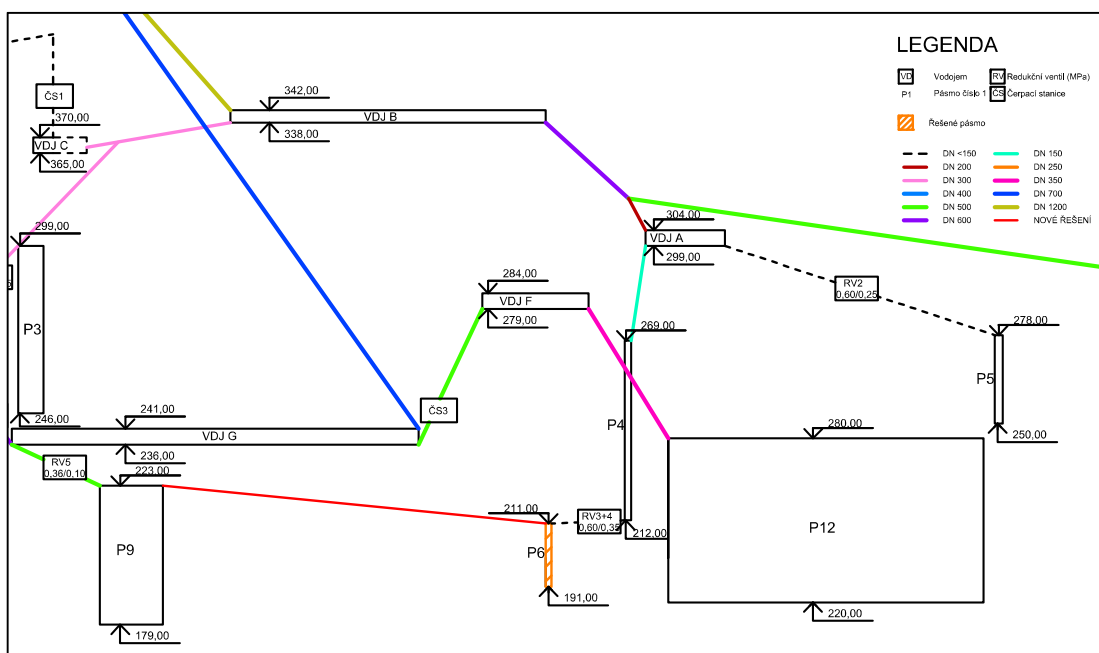 LEGENDA
VD
Vodojem
RV
Redukční ventil (MPa)
P1
Pásmo číslo 1
ČS
Čerpací stanice
Řešené pásmo
DN <150
DN 150
DN 200
DN 250
DN 300
DN 350
DN 400
DN 700
DN 500
DN 1200
DN 600
NOVÉ ŘEŠENÍ
ČS1
370,00
VDJ C
365,00
342,00
VDJ B
338,00
304,00
VDJ A
299,00
299,00
P3
246,00
RV2
0,60/0,25
284,00
VDJ F
279,00
269,00
P4
212,00
278,00
P5
250,00
241,00
VDJ G
236,00
ČS3
RV5
0,36/0,10
223,00
P9
179,00
211,00
P6
191,00
RV3+4
0,60/0,35
280,00
P12
220,00